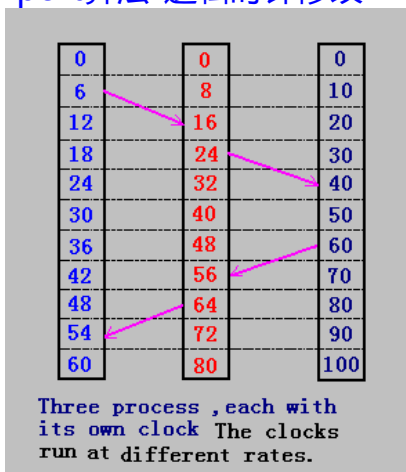 0 0 0
6 8 10
12 16 20
18 24 30
24 32 40
30 40 50
36 48 60
42 56 70
48 64 80
54 72 90
60 80 100
Three process ,each with
its own clock The clocks
run at different rates.